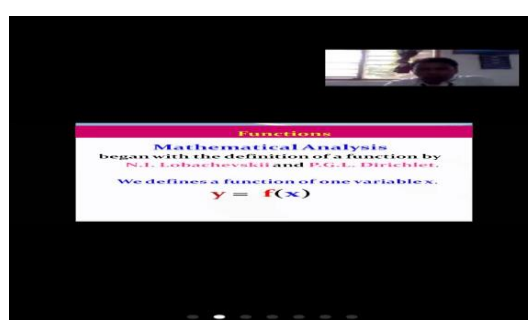 Functions
Mathematical Analysis
began with the definition of a function by
N.I. Lobachevskii and P.G.L. Dirichlet.
We defines a function of one variable x.
y = f(x)